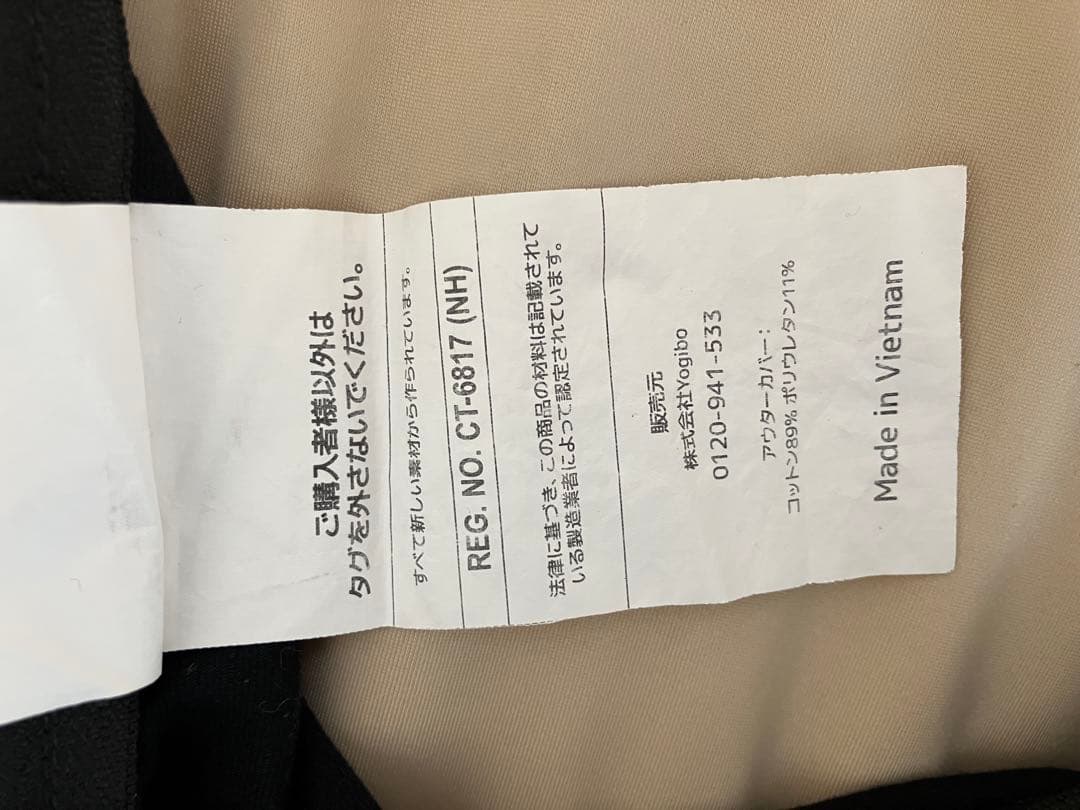 ご購入者様以外は
タグを外さないでください。
すべて新しい素材から作られています。
REG. NO. CT-6817 (NH)
法律に基づき、この商品の材料は記載されて
いる製造業者によって認定されています。
販売元
株式会社Yogibo
0120-941-533
アウターカバー：
コットン89% ポリウレタン11%
Made in Vietnam